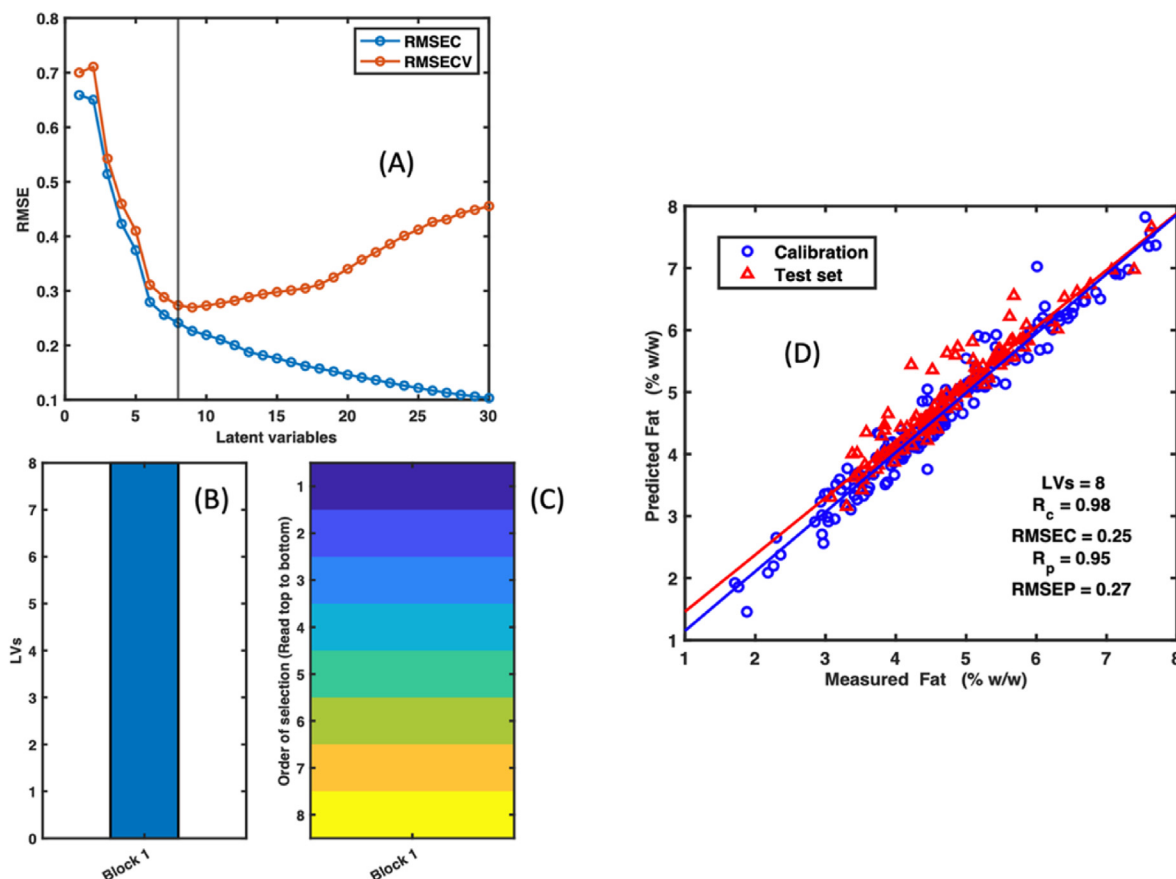 0.8
0.7
0.6
0.5
0.4
0.3
0.2
0.1
RMSE
0 5 10 15 20 25 30
Latent variables
RMSEC
RMSECV
(A)
8
7
6
5
4
3
2
1
0
LVs
Block 1
(B)
Order of selection (Read top to bottom)
1
2
3
4
5
6
7
8
Block 1
(C)
8
7
6
5
4
3
2
1
Predicted Fat (% w/w)
Calibration
Test set
(D)
LVs = 8
Rc = 0.98
RMSEC = 0.25
Rp = 0.95
RMSEP = 0.27
1 2 3 4 5 6 7 8
Measured Fat (% w/w)